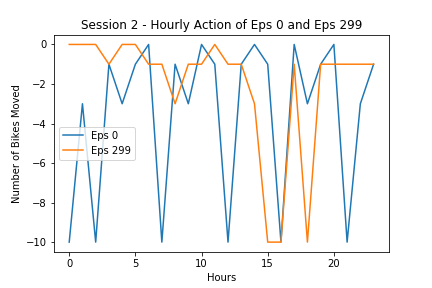 Session 2 - Hourly Action of Eps 0 and Eps 299
Number of Bikes Moved
0
−2
−4
−6
−8
−10
Eps 0
Eps 299
0
5
10
15
20
Hours